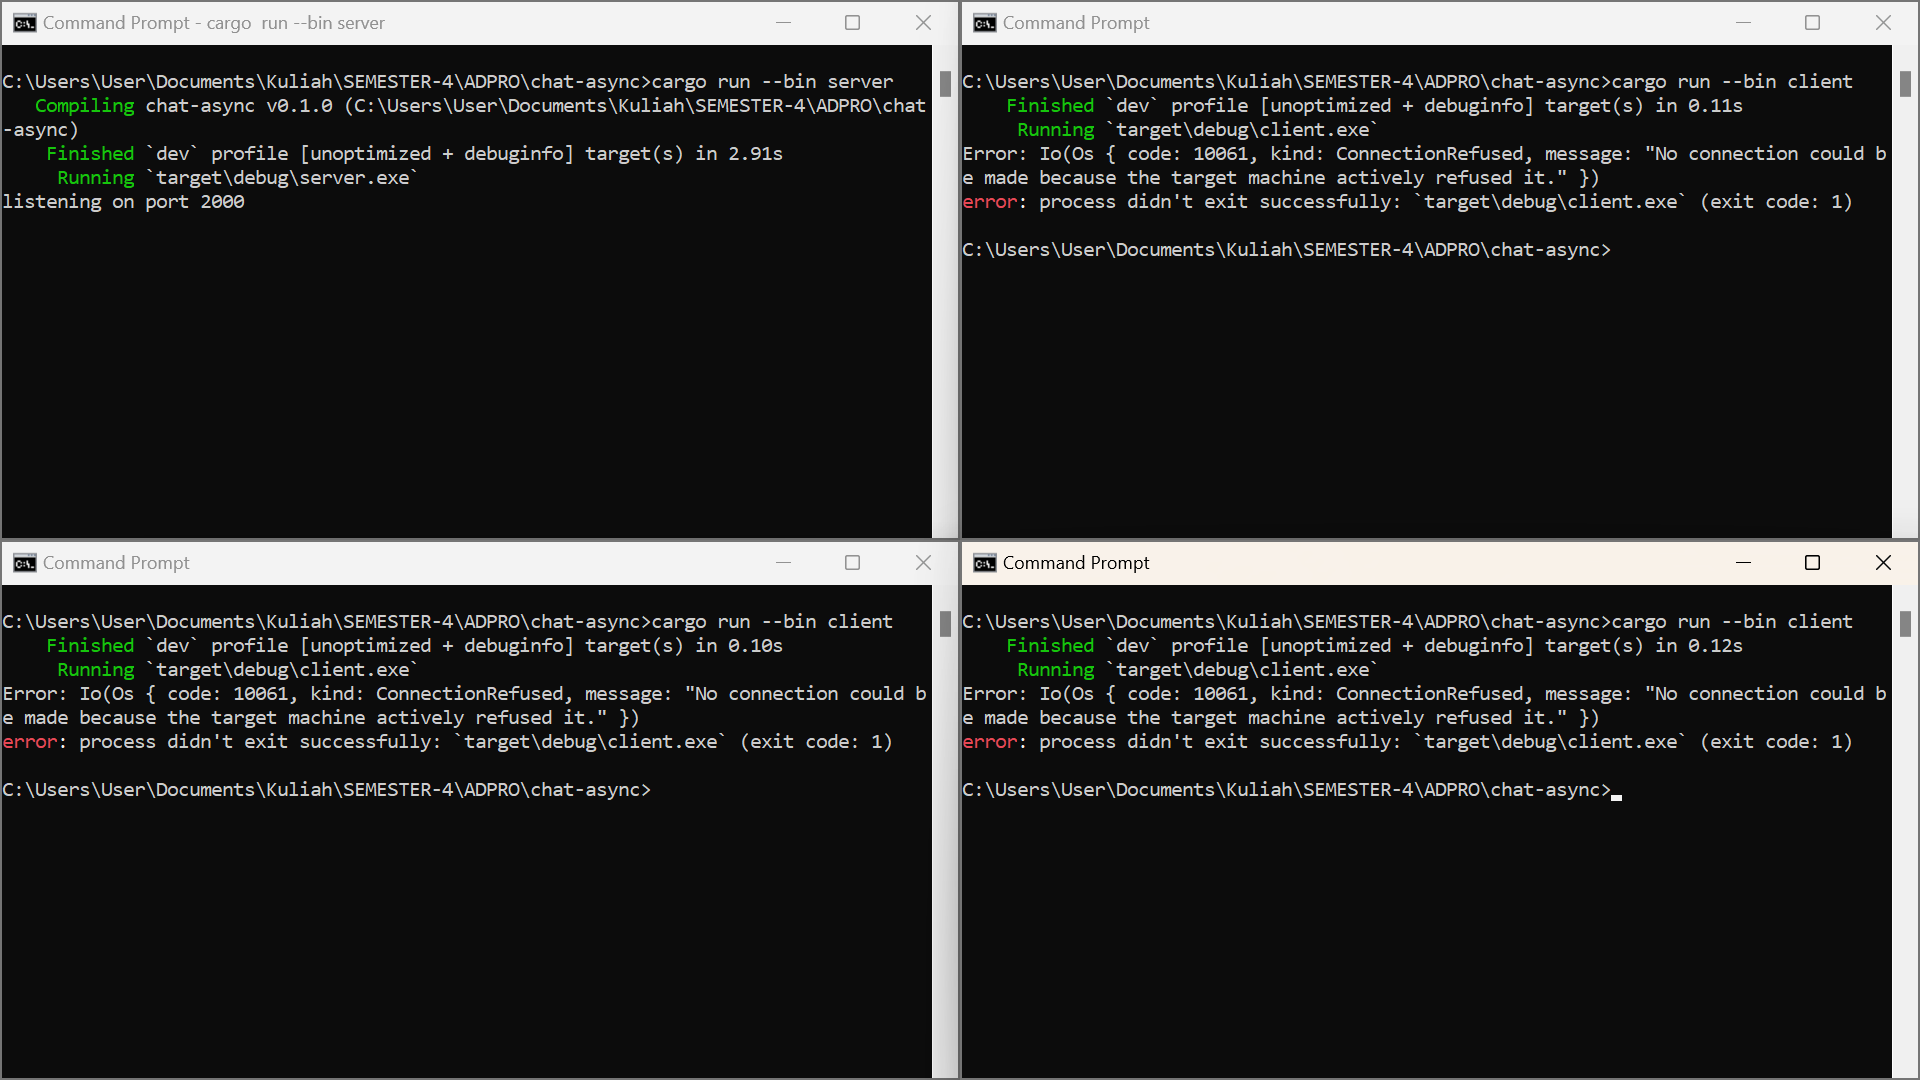 Command Prompt - cargo  run --bin server
C:\Users\User\Documents\Kuliah\SEMESTER-4\ADPRO\chat-async>cargo run --bin server
   Compiling chat-async v0.1.0 (C:\Users\User\Documents\Kuliah\SEMESTER-4\ADPRO\chat
-async)
    Finished `dev` profile [unoptimized + debuginfo] target(s) in 2.91s
     Running `target\debug\server.exe`
listening on port 2000
Command Prompt
C:\Users\User\Documents\Kuliah\SEMESTER-4\ADPRO\chat-async>cargo run --bin client
    Finished `dev` profile [unoptimized + debuginfo] target(s) in 0.11s
     Running `target\debug\client.exe`
Error: Io(Os { code: 10061, kind: ConnectionRefused, message: "No connection could b
e made because the target machine actively refused it." })
error: process didn't exit successfully: `target\debug\client.exe` (exit code: 1)
C:\Users\User\Documents\Kuliah\SEMESTER-4\ADPRO\chat-async>
Command Prompt
C:\Users\User\Documents\Kuliah\SEMESTER-4\ADPRO\chat-async>cargo run --bin client
    Finished `dev` profile [unoptimized + debuginfo] target(s) in 0.10s
     Running `target\debug\client.exe`
Error: Io(Os { code: 10061, kind: ConnectionRefused, message: "No connection could b
e made because the target machine actively refused it." })
error: process didn't exit successfully: `target\debug\client.exe` (exit code: 1)
C:\Users\User\Documents\Kuliah\SEMESTER-4\ADPRO\chat-async>
Command Prompt
C:\Users\User\Documents\Kuliah\SEMESTER-4\ADPRO\chat-async>cargo run --bin client
    Finished `dev` profile [unoptimized + debuginfo] target(s) in 0.12s
     Running `target\debug\client.exe`
Error: Io(Os { code: 10061, kind: ConnectionRefused, message: "No connection could b
e made because the target machine actively refused it." })
error: process didn't exit successfully: `target\debug\client.exe` (exit code: 1)
C:\Users\User\Documents\Kuliah\SEMESTER-4\ADPRO\chat-async>